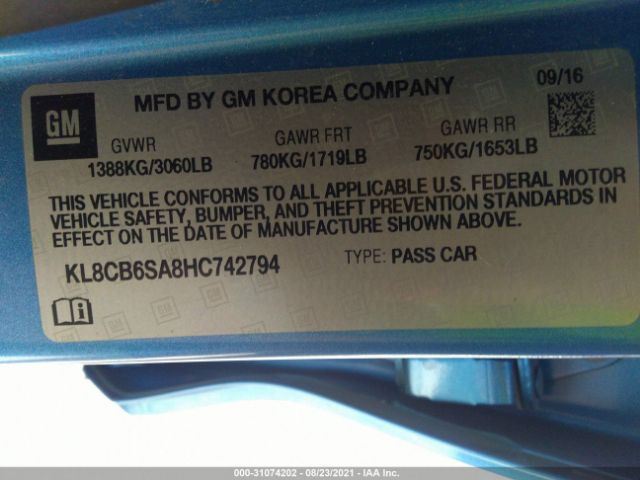 GM
MFD BY GM KOREA COMPANY
09/16
GVWR
GAWR FRT
GAWR RR
1388KG/3060LB
780KG/1719LB
750KG/1653LB
THIS VEHICLE CONFORMS TO ALL APPLICABLE U.S. FEDERAL MOTOR
VEHICLE SAFETY, BUMPER, AND THEFT PREVENTION STANDARDS IN
EFFECT ON THE DATE OF MANUFACTURE SHOWN ABOVE.
KL8CB6SA8HC742794
TYPE: PASS CAR
000-31074202 - 08/23/2021 - IAA Inc.